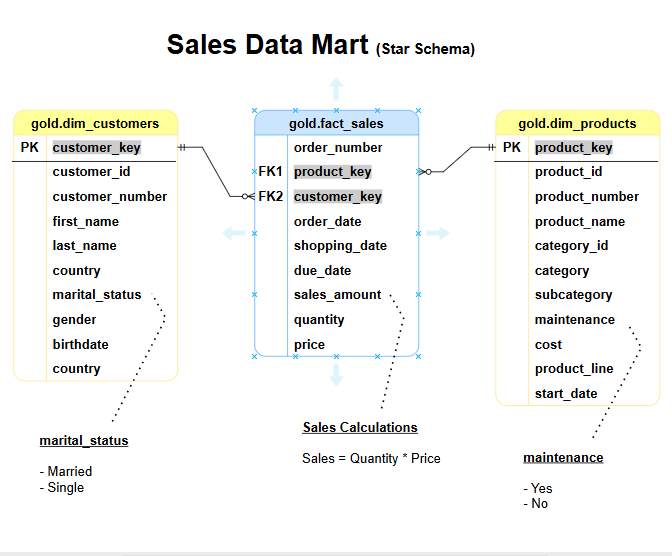 Sales Data Mart (Star Schema)
gold.dim_customers
PK customer_key
customer_id
customer_number
first_name
last_name
country
marital_status
gender
birthdate
country
gold.fact_sales
order_number
FK1 product_key
FK2 customer_key
order_date
shopping_date
due_date
sales_amount
quantity
price
gold.dim_products
PK product_key
product_id
product_number
product_name
category_id
category
subcategory
maintenance
cost
product_line
start_date
marital_status
- Married
- Single
Sales Calculations
Sales = Quantity * Price
maintenance
- Yes
- No